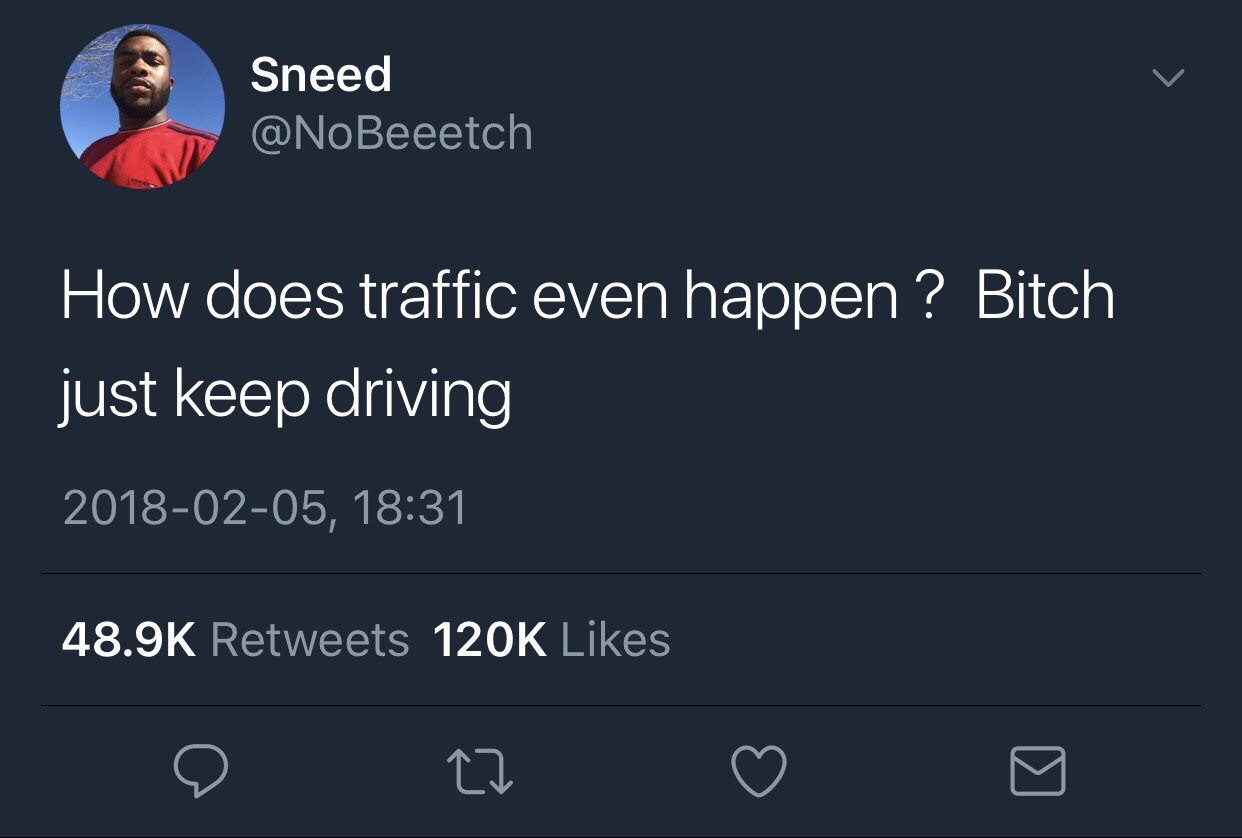 Sneed
@NoBeeetch
How does traffic even happen ?  Bitch
just keep driving
2018-02-05, 18:31
48.9K Retweets  120K Likes